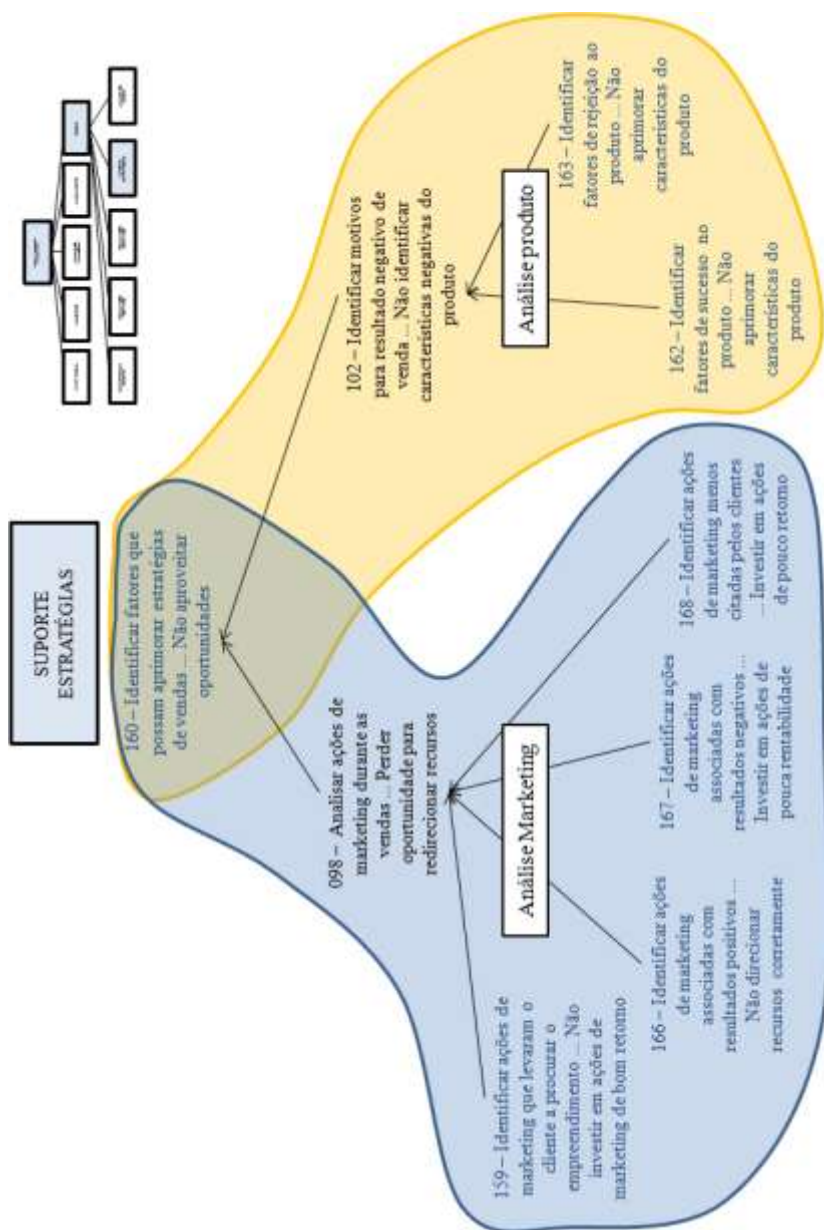 SUPORTE
ESTRATÉGIAS
160 – Identificar fatores que
possam aprimorar estratégias
de vendas ... Não aproveitar
oportunidades
098 – Analisar ações de
marketing durante as
vendas ... Perder
oportunidade para
redirecionar recursos
102 – Identificar motivos
para resultado negativo de
venda ... Não identificar
características negativas do
produto
Análise Marketing
Análise produto
159 – Identificar ações de
marketing que levaram o
cliente a procurar o
empreendimento ... Não
investir em ações de
marketing de bom retorno
166 – Identificar ações
de marketing
associadas com
resultados positivos ...
Não direcionar
recursos corretamente
167 – Identificar ações
de marketing
associadas com
resultados negativos ...
Investir em ações de
pouca rentabilidade
168 – Identificar ações
de marketing menos
citadas pelos clientes
... Investir em ações
de pouco retorno
162 – Identificar
fatores de sucesso no
produto ... Não
aprimorar
características do
produto
163 – Identificar
fatores de rejeição ao
produto ... Não
aprimorar
características do
produto